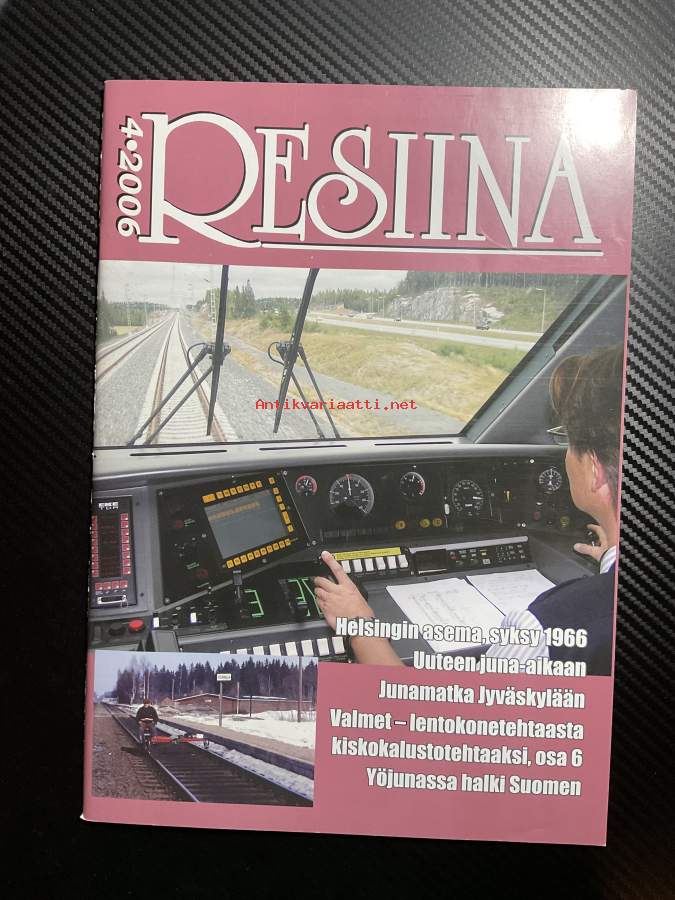 4•2006
RESIINA
Antikvariaatti.net
Helsingin asema, syksy 1966
Uuteen juna-aikaan
Junamatka Jyväskylään
Valmet – lentokonetehtaasta
kiskokalustotehtaaksi, osa 6
Yöjunassa halki Suomen